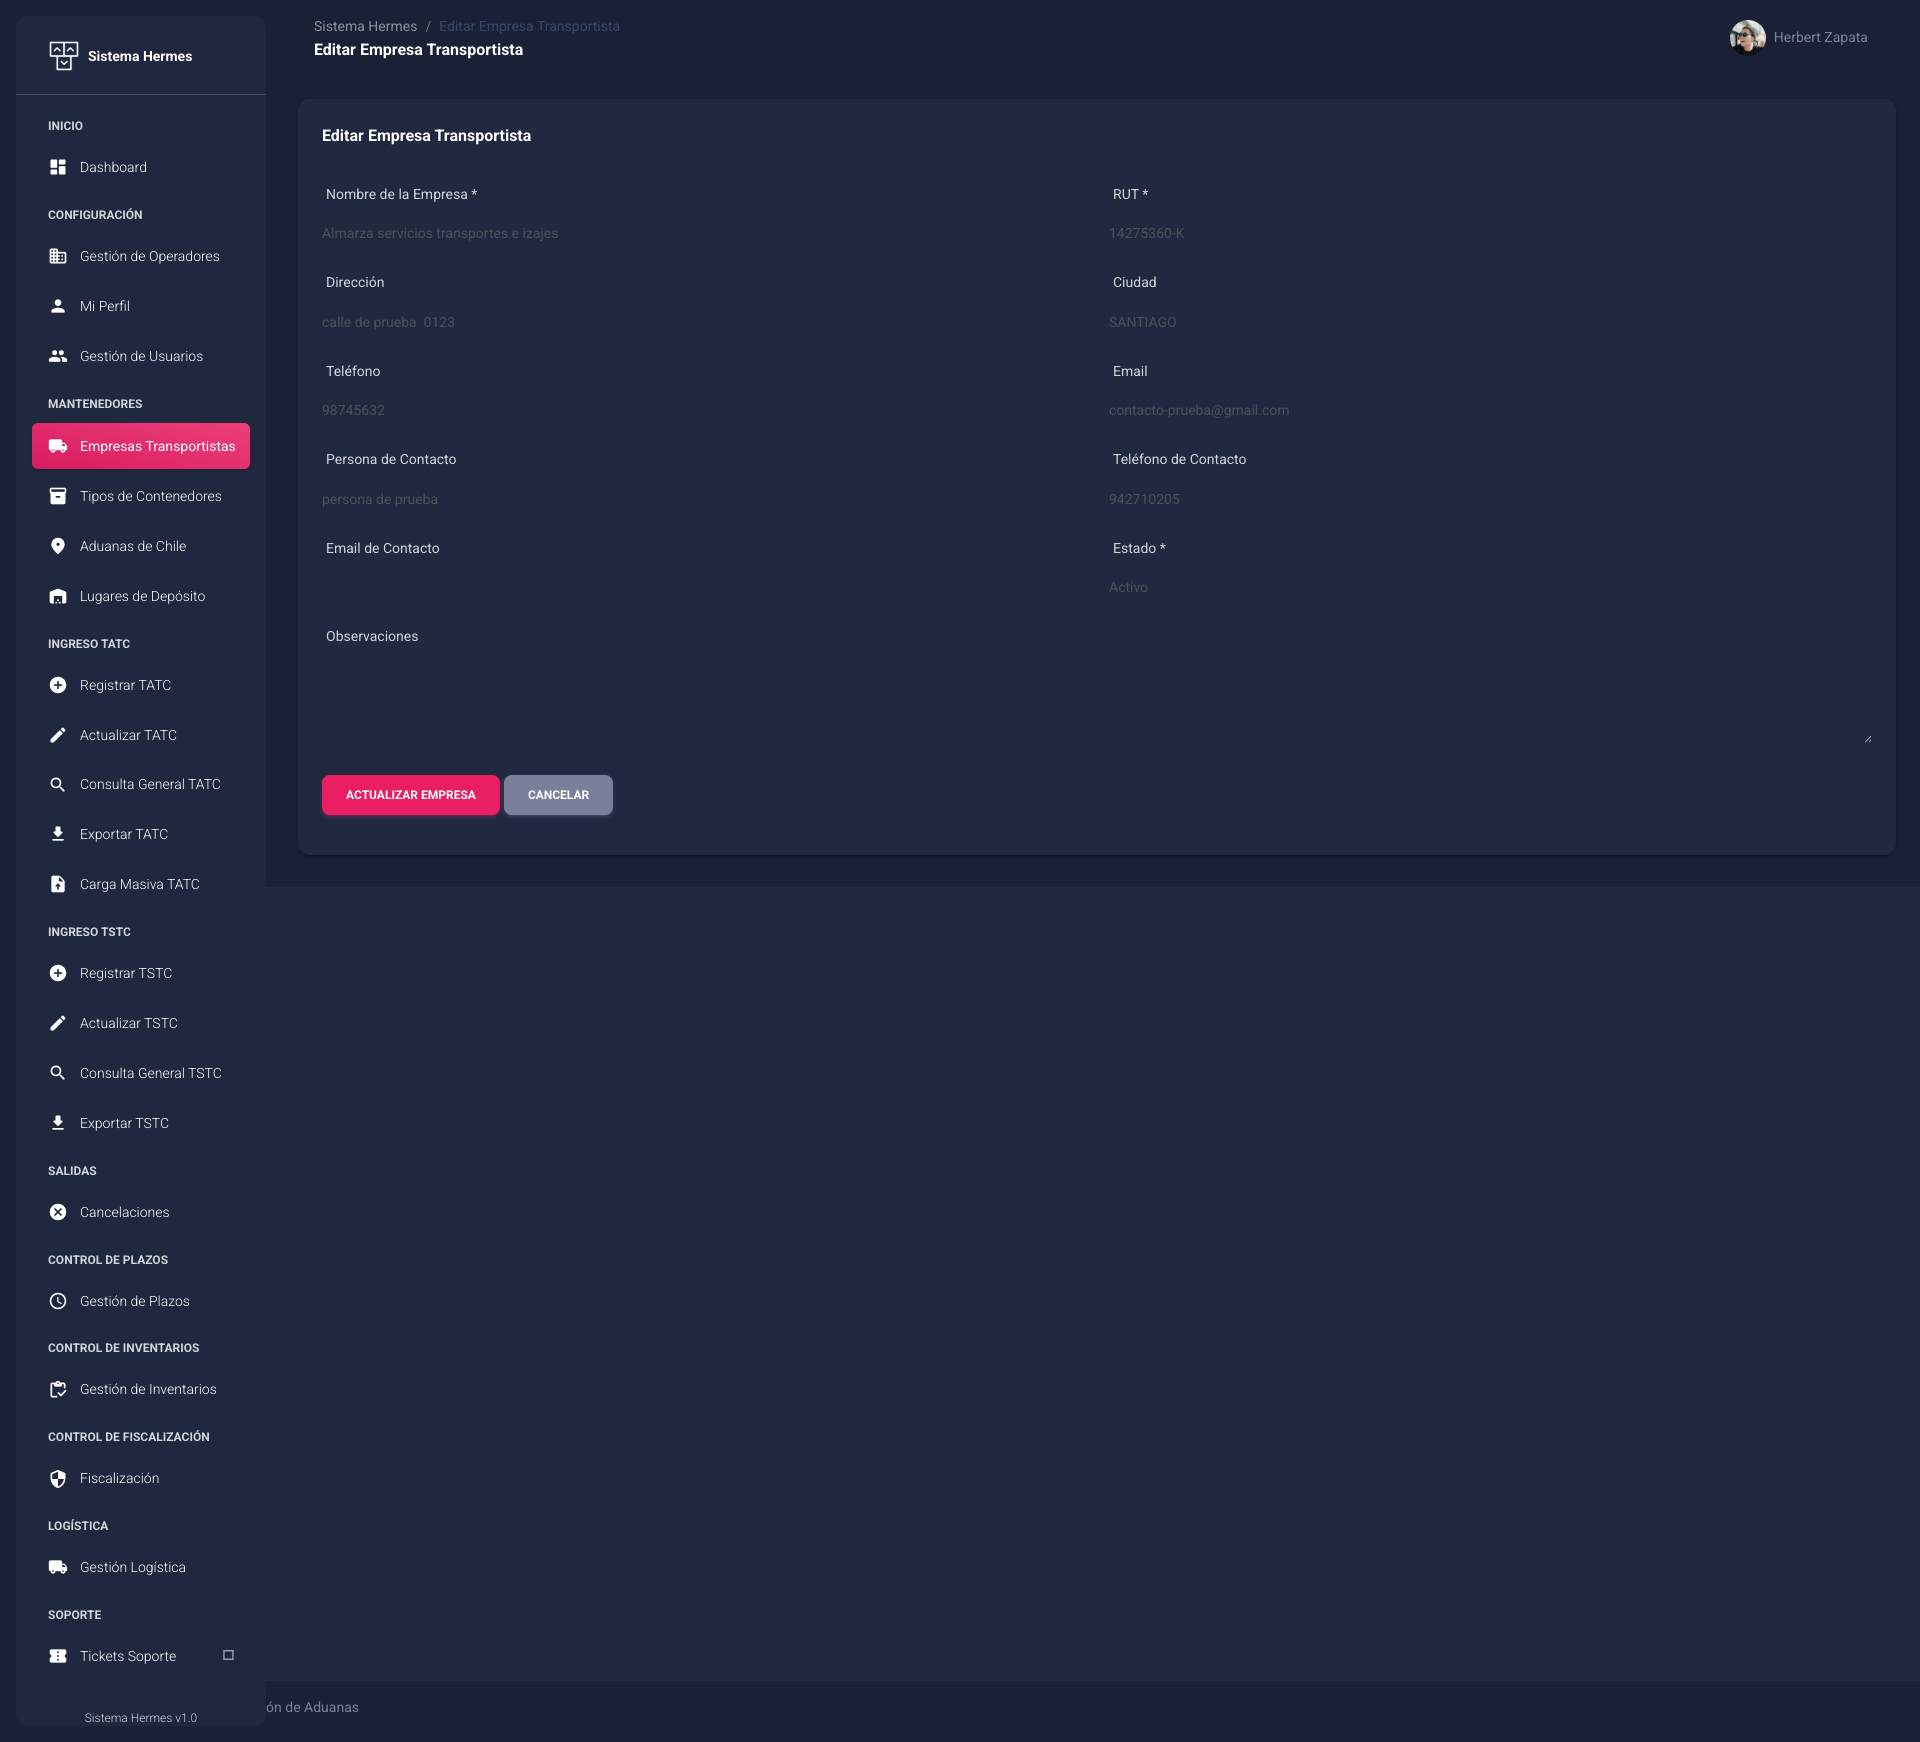 Sistema Hermes
INICIO
Dashboard
CONFIGURACIÓN
Gestión de Operadores
Mi Perfil
Gestión de Usuarios
MANTENEDORES
Empresas Transportistas
Tipos de Contenedores
Aduanas de Chile
Lugares de Depósito
INGRESO TATC
Registrar TATC
Actualizar TATC
Consulta General TATC
Exportar TATC
Carga Masiva TATC
INGRESO TSTC
Registrar TSTC
Actualizar TSTC
Consulta General TSTC
Exportar TSTC
SALIDAS
Cancelaciones
CONTROL DE PLAZOS
Gestión de Plazos
CONTROL DE INVENTARIOS
Gestión de Inventarios
CONTROL DE FISCALIZACIÓN
Fiscalización
LOGÍSTICA
Gestión Logística
SOPORTE
Tickets Soporte
Sistema Hermes v1.0
Sistema Hermes / Editar Empresa Transportista
Editar Empresa Transportista
Herbert Zapata
Editar Empresa Transportista
Nombre de la Empresa *
Almarza servicios transportes e izajes
RUT *
14275360-K
Dirección
calle de prueba 0123
Ciudad
SANTIAGO
Teléfono
98745632
Email
contacto-prueba@gmail.com
Persona de Contacto
persona de prueba
Teléfono de Contacto
942710205
Email de Contacto
Estado *
Activo
Observaciones
ACTUALIZAR EMPRESA
CANCELAR
ón de Aduanas